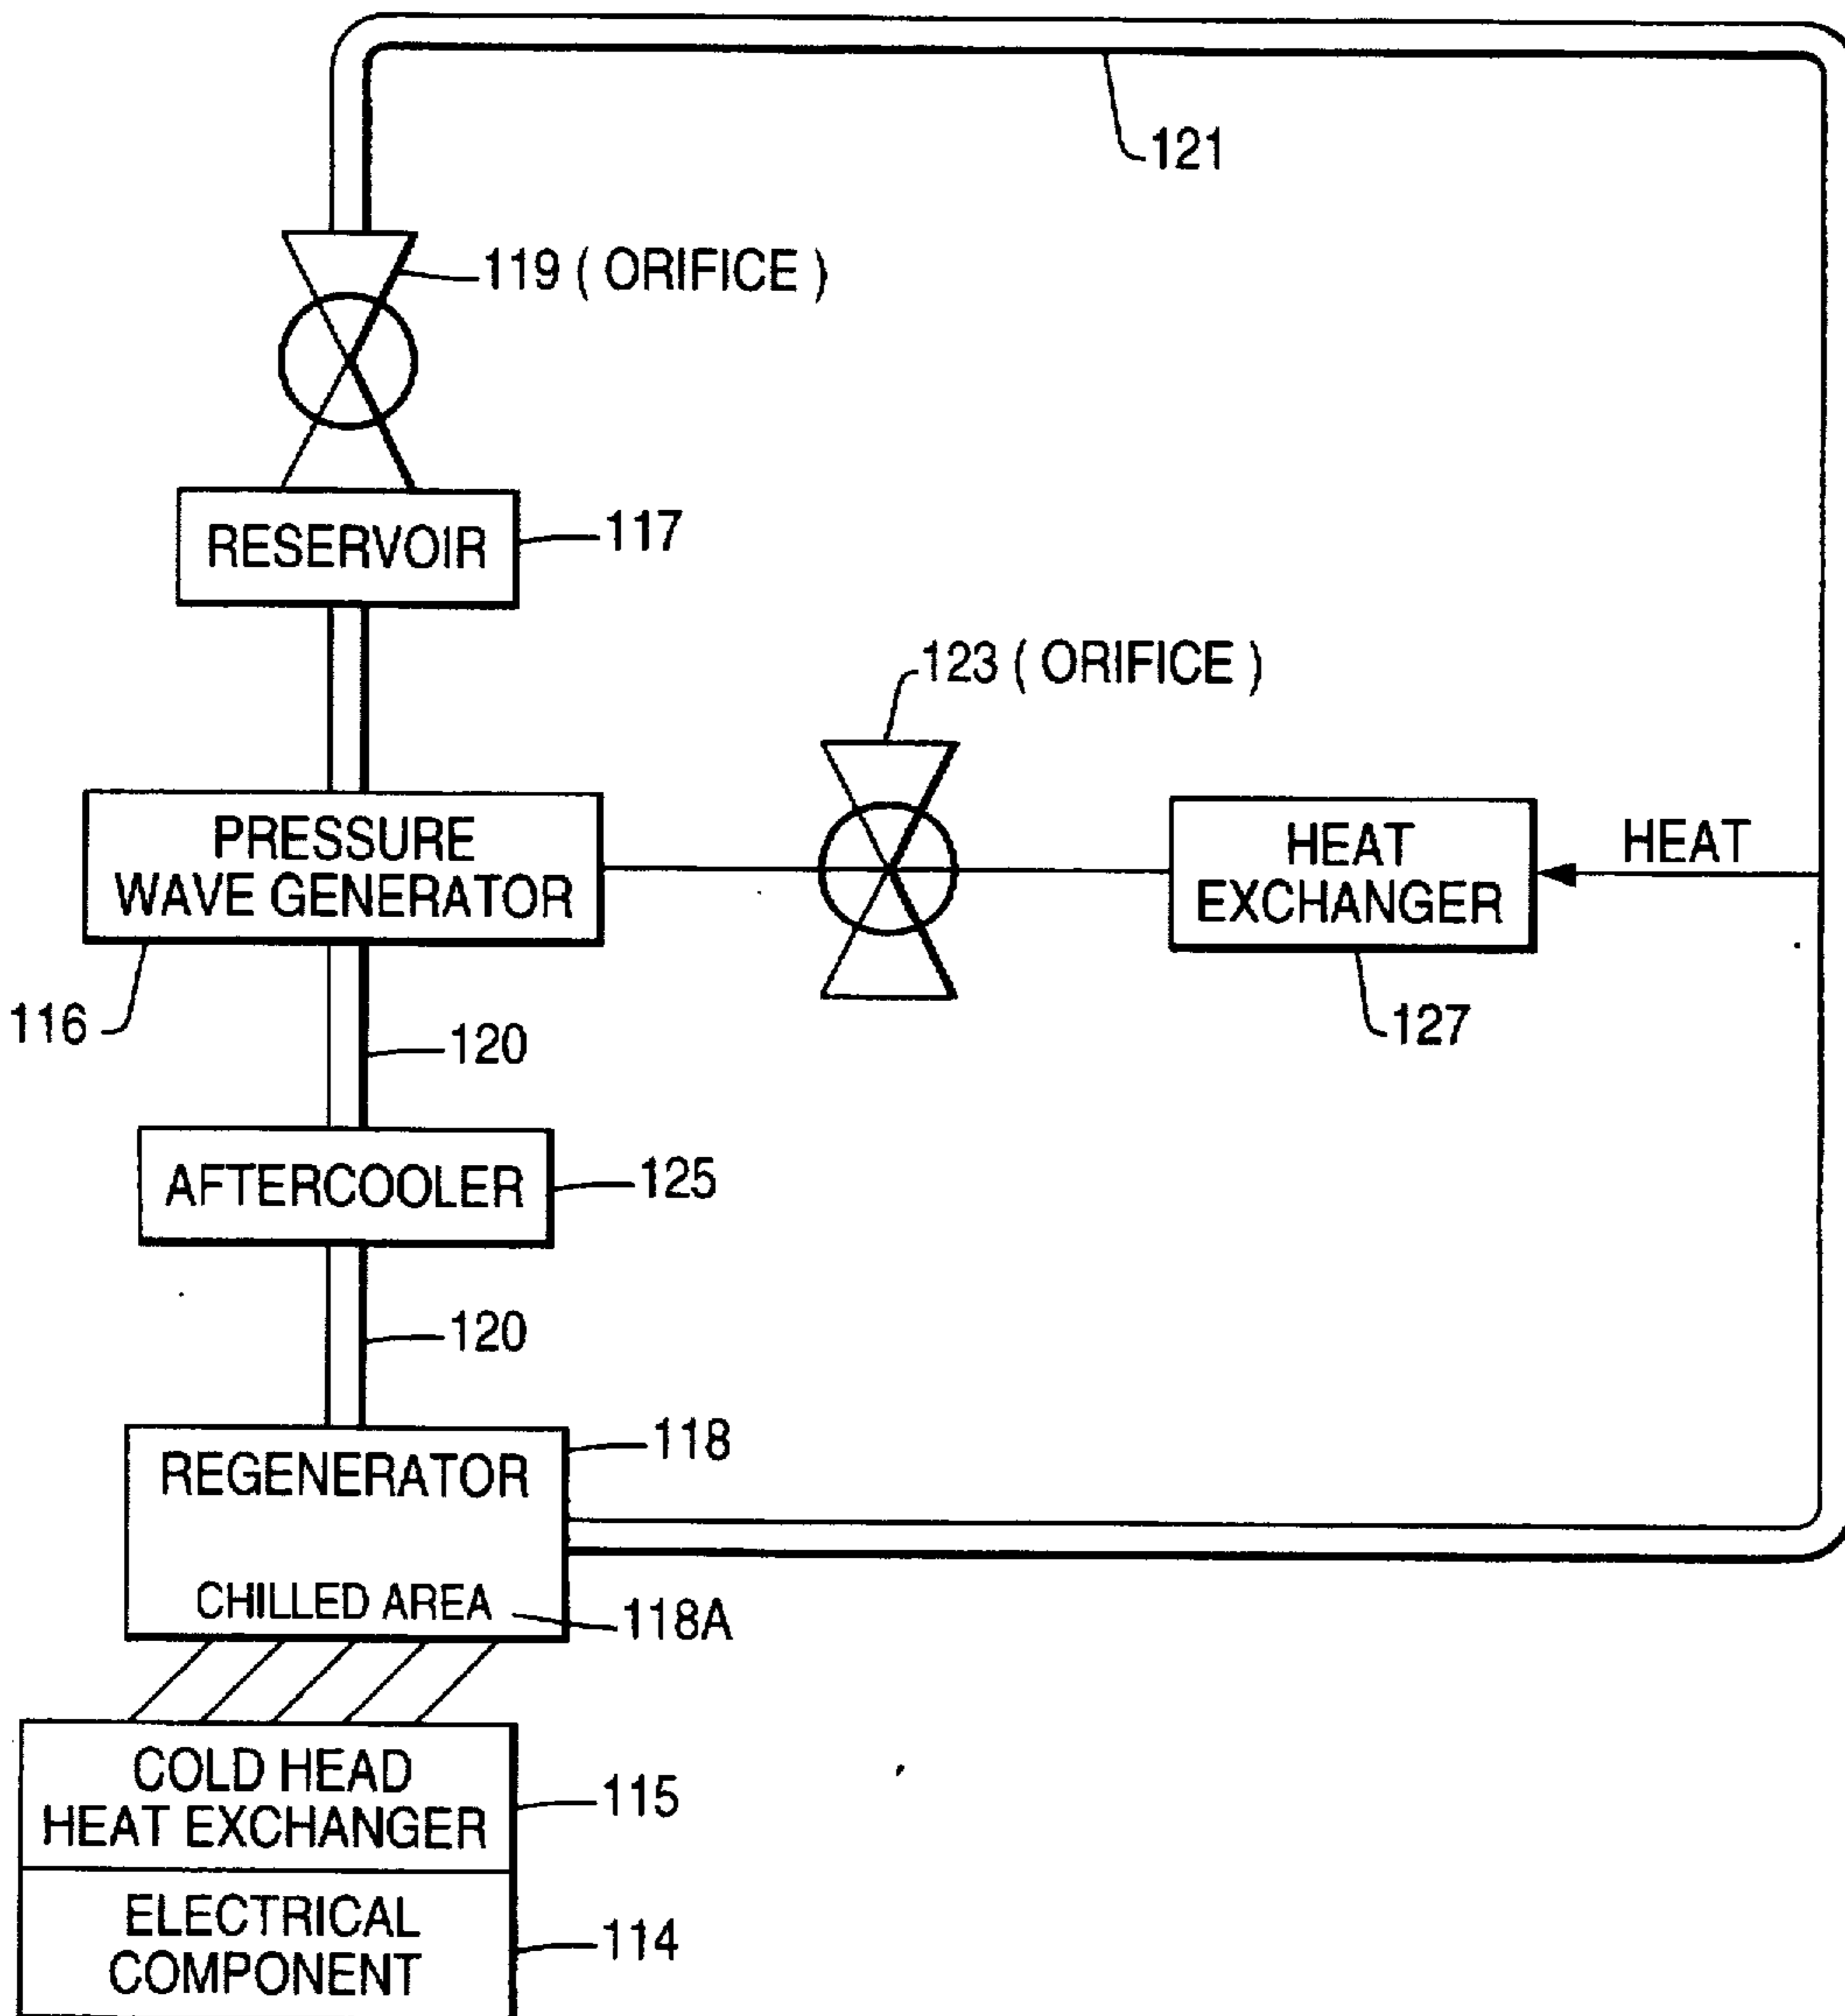 121
119 ( ORIFICE )
RESERVOIR
117
123 ( ORIFICE )
PRESSURE
WAVE GENERATOR
HEAT
EXCHANGER
HEAT
116
127
120
AFTERCOOLER
125
120
REGENERATOR
118
CHILLED AREA
118A
COLD HEAD
HEAT EXCHANGER
115
ELECTRICAL
COMPONENT
114